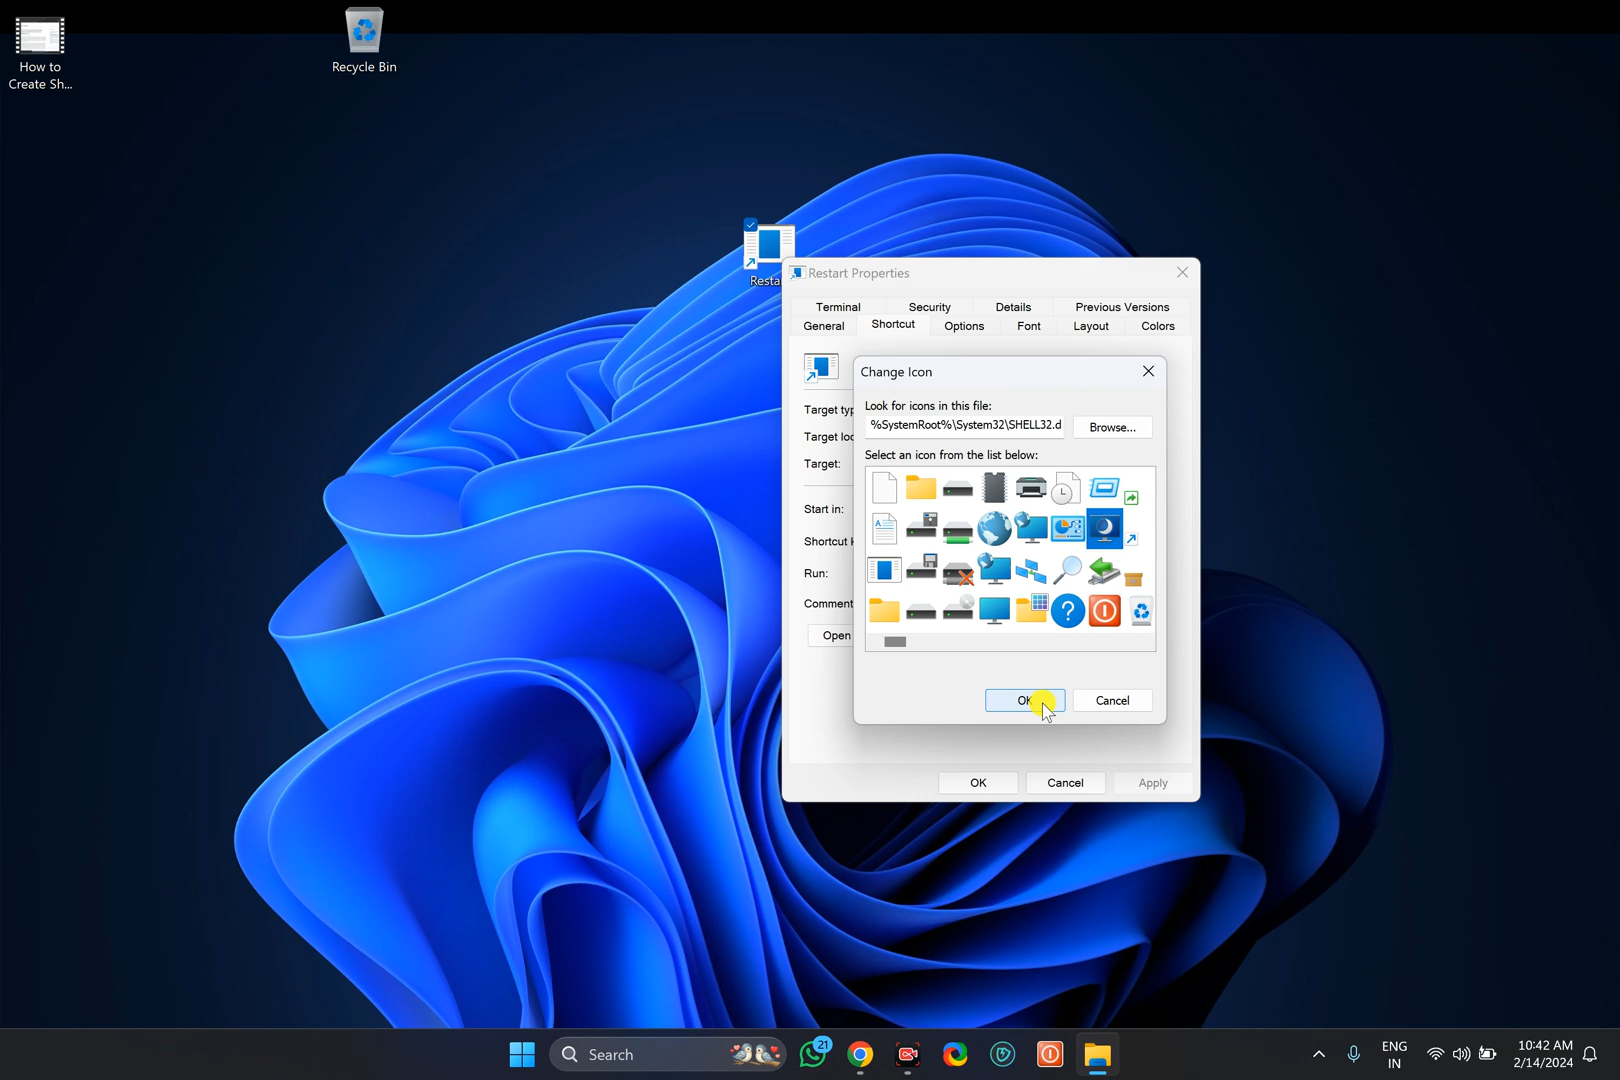 How to
Create Sh...
Recycle Bin
Resta
Restart Properties
Terminal
Security
Details
Previous Versions
General
Shortcut
Options
Font
Layout
Colors
Change Icon
Look for icons in this file:
%SystemRoot%\System32\SHELL32.d
Browse...
Select an icon from the list below:
Target typ
Target loc
Target:
Start in:
Shortcut k
Run:
Comment
Open
OK
Cancel
OK
Cancel
Apply
Search
21
ENG
IN
10:42 AM
2/14/2024